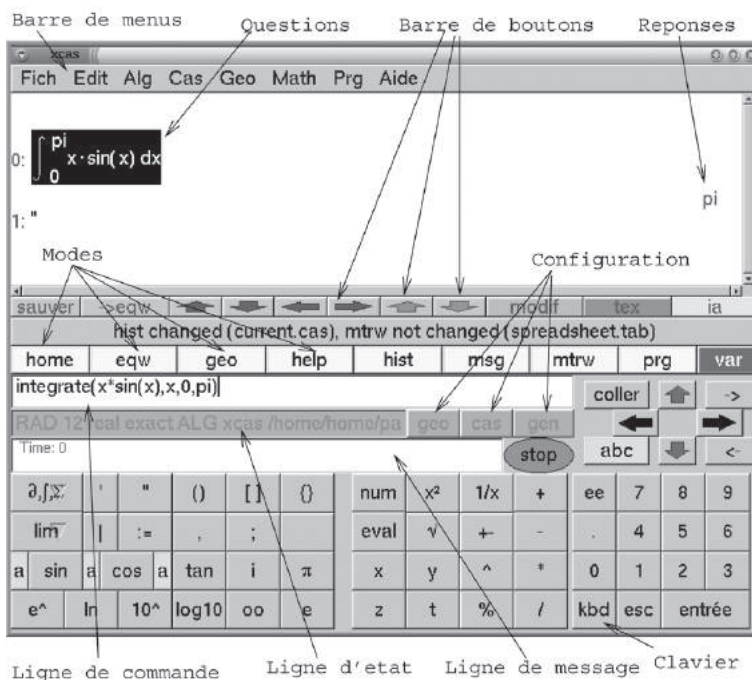 Barre de menus Questions Barre de boutons Reponses
xcas
Fich Edit Alg Cas Geo Math Prg Aide
0: ∫ pi 0 x·sin( x) dx
pi
1: "
Modes Configuration
sauver ->eqw modif tex ia
hist changed (current.cas), mtrw not changed (spreadsheet.tab)
home eqw geo help hist msg mtrw prg var
integrate(x*sin(x),x,0,pi) coller ->
RAD 12 real exact ALG xcas /home/home/pa geo cas gen
Time: 0 stop abc <-
∂,∫,Σ ' " () [ ] {} num x² 1/x + ee 7 8 9
lim | := , ; eval √ +- - . 4 5 6
a sin a cos a tan i π x y ^ * 0 1 2 3
e^ ln 10^ log10 oo e z t % / kbd esc entrée
Ligne de commande Ligne d'etat Ligne de message Clavier